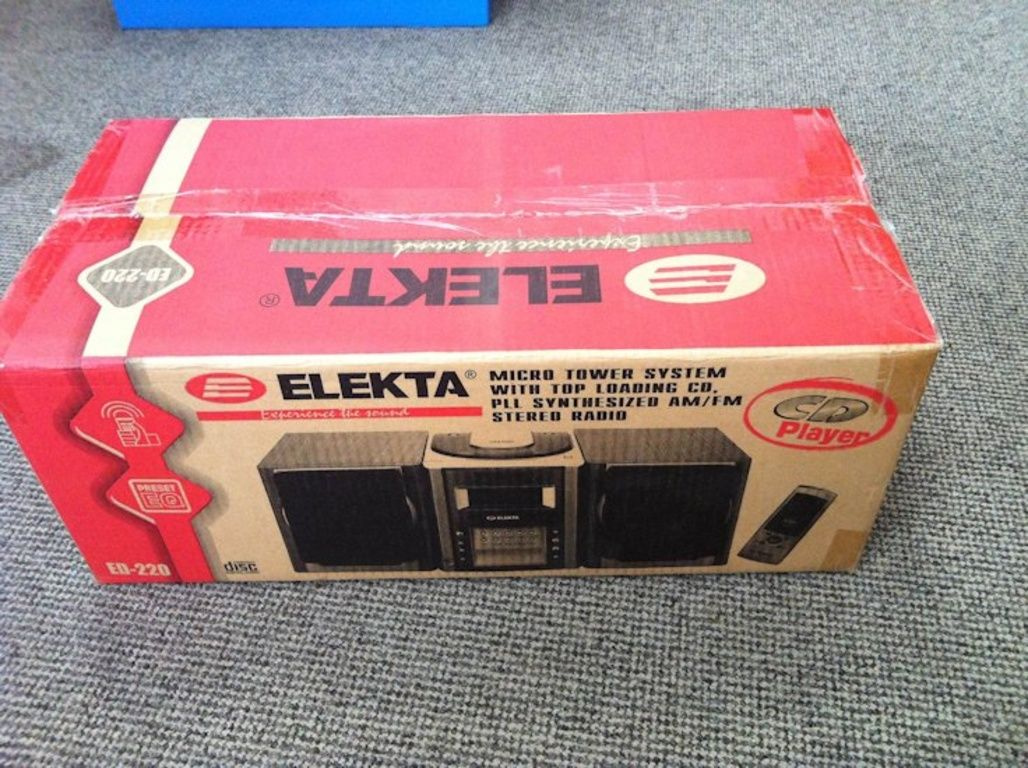 Experience the sound
ELEKTA®
ED-220
ELEKTA®
Experience the sound
MICRO TOWER SYSTEM
WITH TOP LOADING CD,
PLL SYNTHESIZED AM/FM
STEREO RADIO
CD
Player
PRESET
EQ
ELEKTA
ED-220
disc